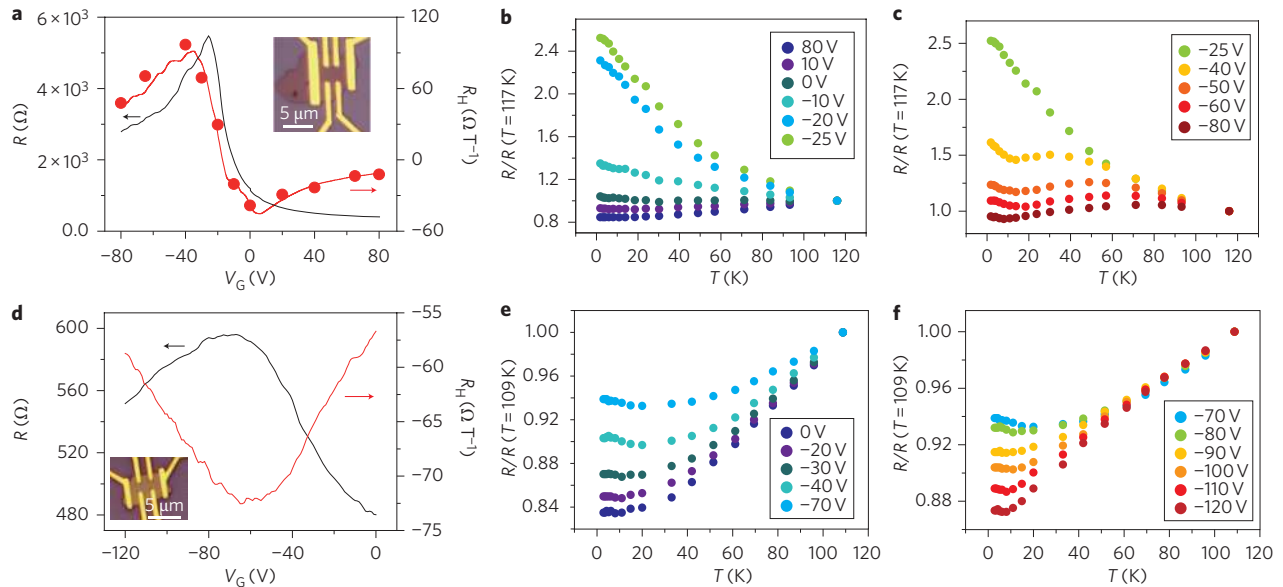 a
6 × 10³
4 × 10³
2 × 10³
0.0
R (Ω)
100
60
20
0
−20
−60
R_H (Ω T⁻¹)
5 µm
−80
−40
0
40
80
V_G (V)
b
2.4
2.0
1.6
1.2
0.8
R/R (T = 117 K)
80 V
10 V
0 V
−10 V
−20 V
−25 V
0 20 40 60 80 100 120
T (K)
c
2.5
2.0
1.5
1.0
R/R (T = 117 K)
−25 V
−40 V
−50 V
−60 V
−80 V
0 20 40 60 80 100 120
T (K)
d
600
560
520
480
R (Ω)
−55
−60
−65
−70
−75
R_H (Ω T⁻¹)
5 µm
−120
−80
−40
0
V_G (V)
e
1.00
0.96
0.92
0.88
0.84
R/R (T = 109 K)
0 V
−20 V
−30 V
−40 V
−70 V
0 20 40 60 80 100 120
T (K)
f
1.00
0.96
0.92
0.88
R/R (T = 109 K)
−70 V
−80 V
−90 V
−100 V
−110 V
−120 V
0 20 40 60 80 100 120
T (K)